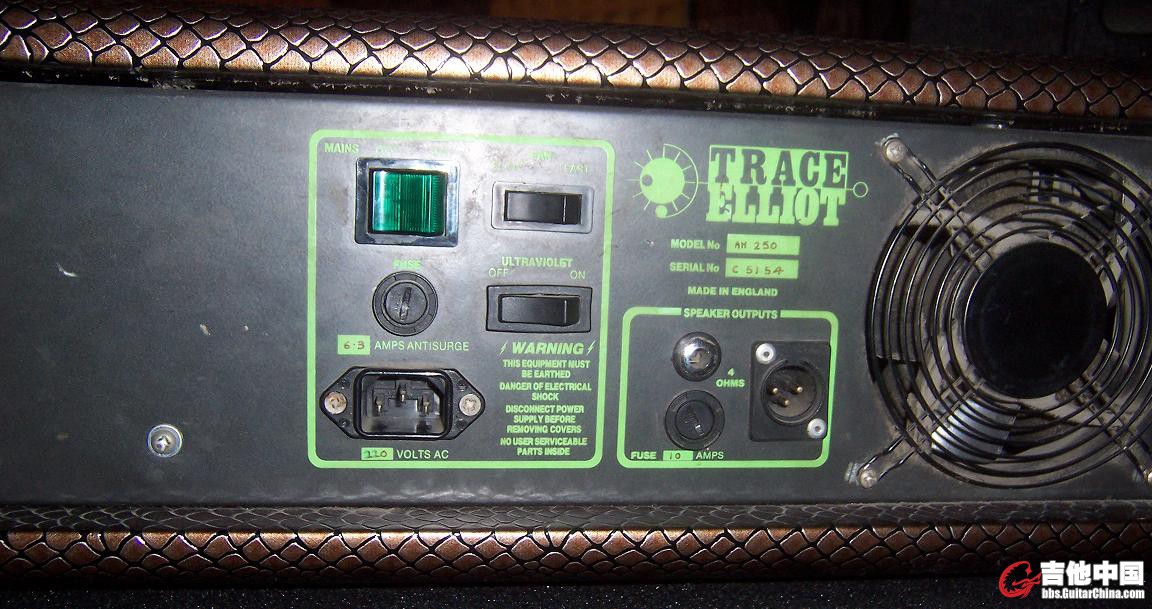 MAINS
FAN
FAST
FUSE
6·3 AMPS ANTISURGE
220 VOLTS AC
ULTRAVIOLET
OFF ON
WARNING
THIS EQUIPMENT MUST
BE EARTHED
DANGER OF ELECTRICAL
SHOCK
DISCONNECT POWER
SUPPLY BEFORE
REMOVING COVERS
NO USER SERVICEABLE
PARTS INSIDE
TRACE
ELLIOT
MODEL No AH 250
SERIAL No C 5154
MADE IN ENGLAND
SPEAKER OUTPUTS
4
OHMS
FUSE 10 AMPS
吉他中国
bbs.GuitarChina.com